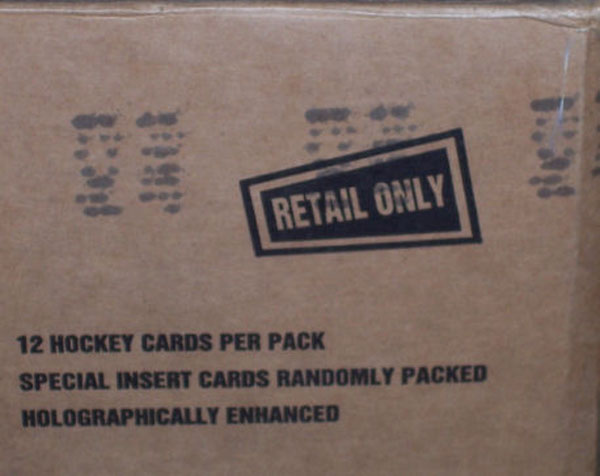 RETAIL ONLY
12 HOCKEY CARDS PER PACK
SPECIAL INSERT CARDS RANDOMLY PACKED
HOLOGRAPHICALLY ENHANCED